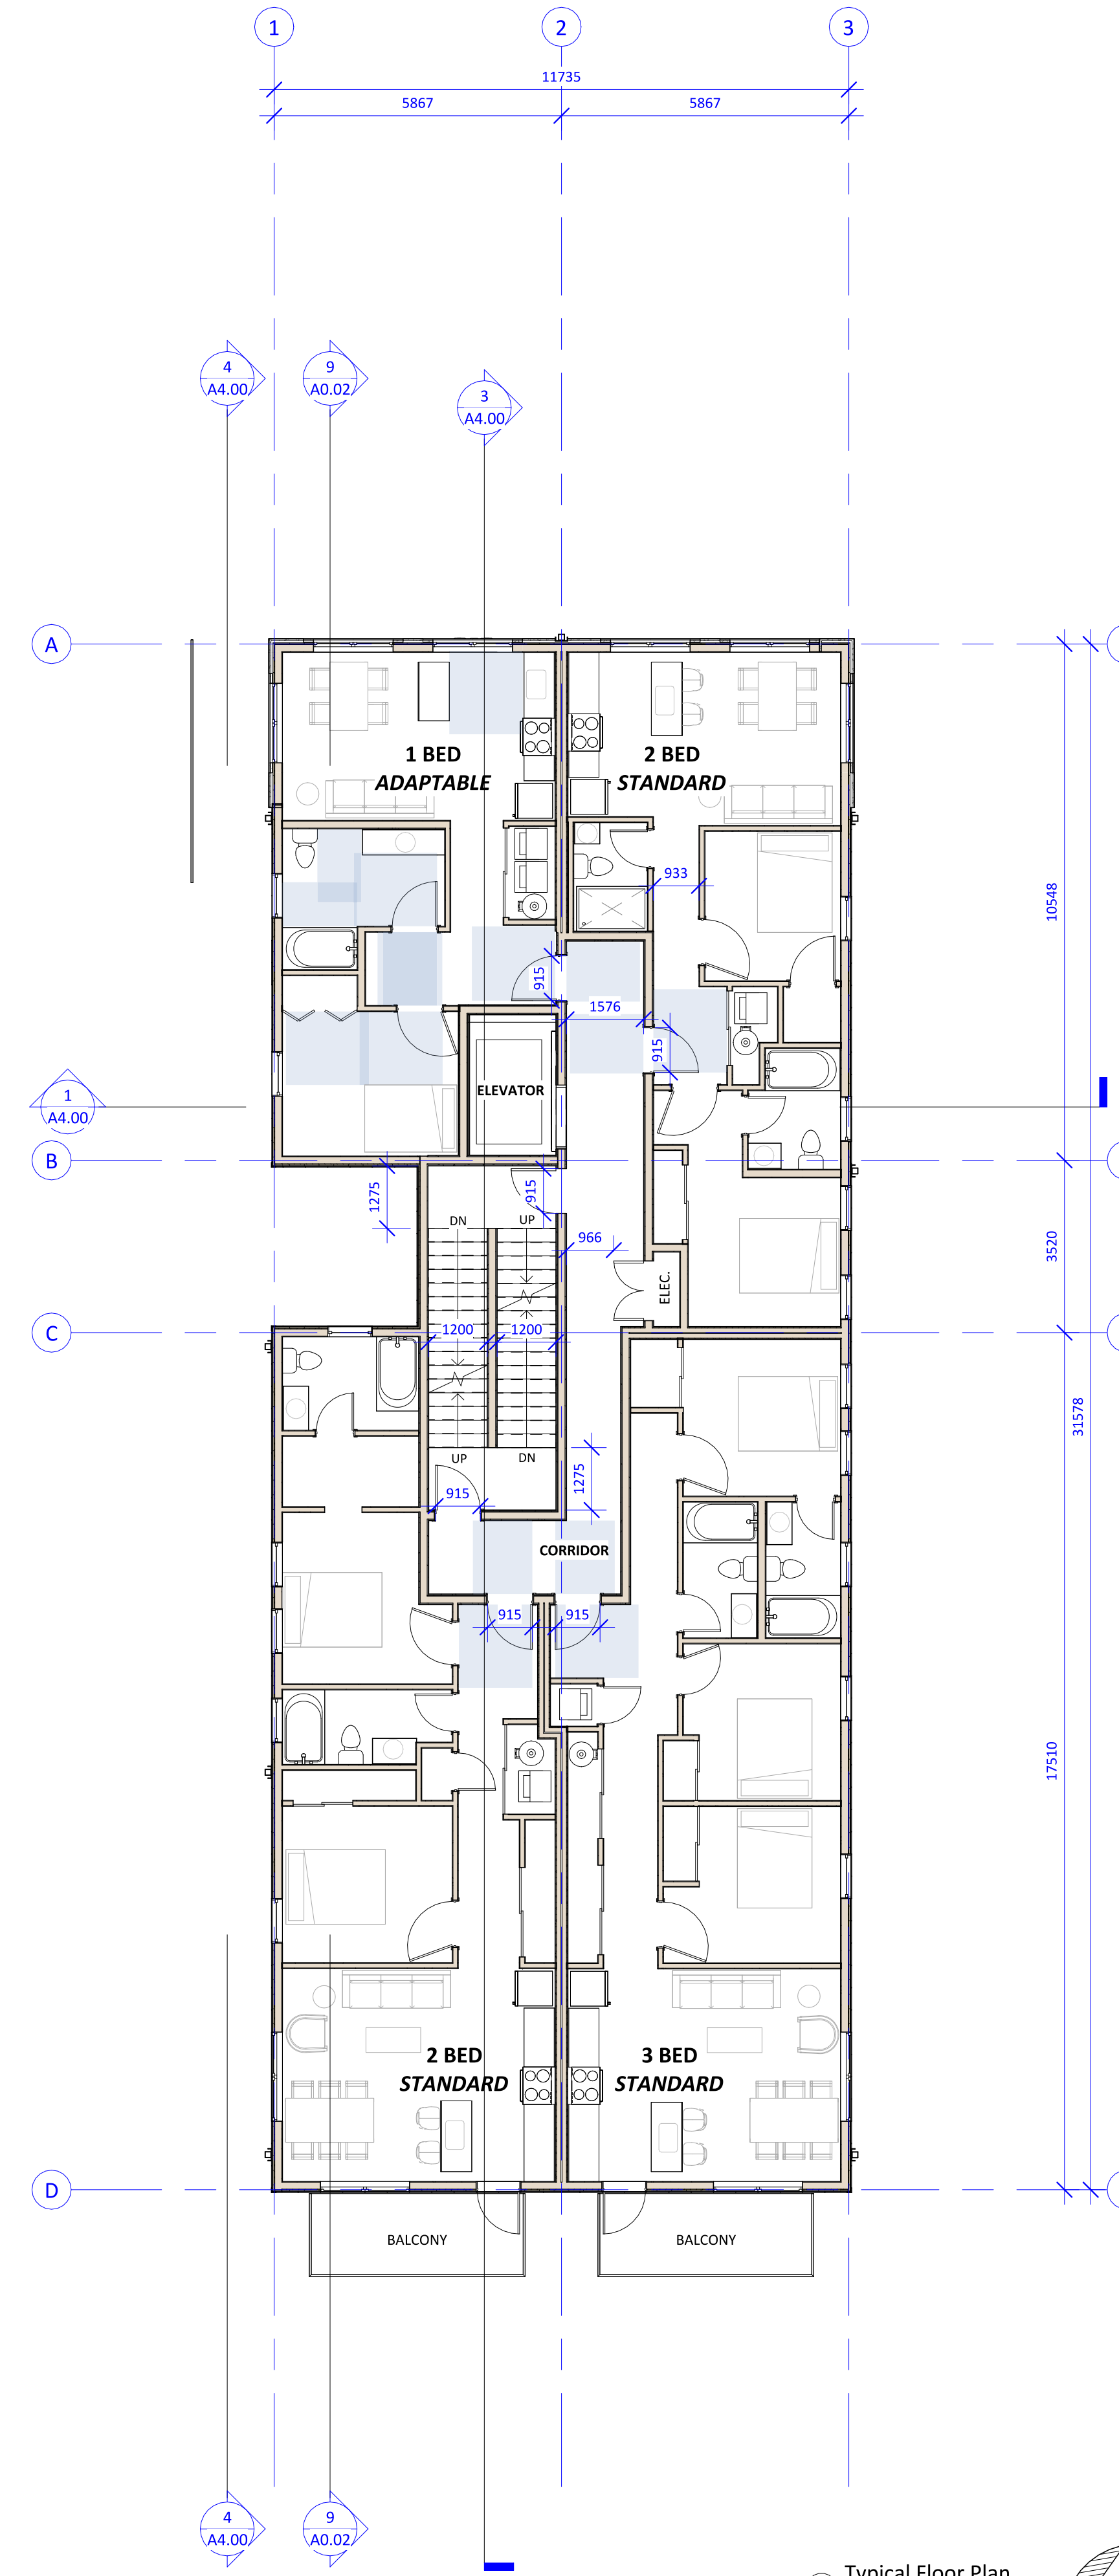 1
2
3
11735
5867
5867
4
A4.00
9
A0.02
3
A4.00
A
1 BED
ADAPTABLE
2 BED
STANDARD
933
10548
915
1576
915
ELEVATOR
1
A4.00
B
1275
915
DN
UP
966
3520
ELEC.
C
1200
1200
31578
UP
DN
1275
915
CORRIDOR
915
915
17510
2 BED
STANDARD
3 BED
STANDARD
D
BALCONY
BALCONY
4
A4.00
9
A0.02
Typical Floor Plan